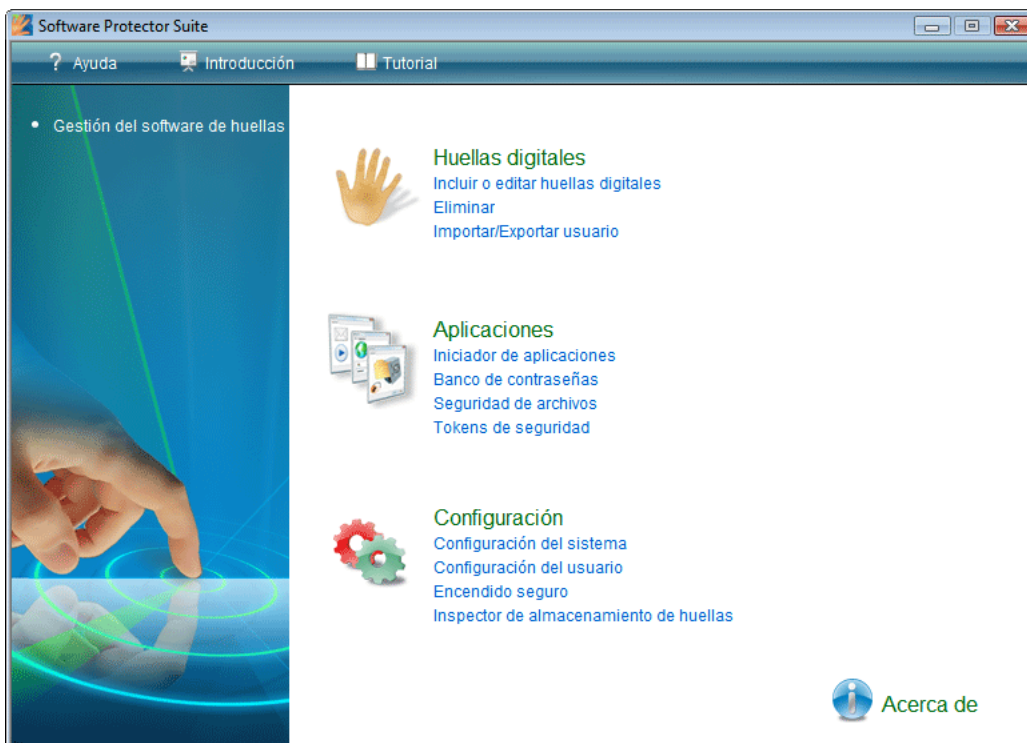 Software Protector Suite
? Ayuda Introducción Tutorial
• Gestión del software de huellas
Huellas digitales
Incluir o editar huellas digitales
Eliminar
Importar/Exportar usuario
Aplicaciones
Iniciador de aplicaciones
Banco de contraseñas
Seguridad de archivos
Tokens de seguridad
Configuración
Configuración del sistema
Configuración del usuario
Encendido seguro
Inspector de almacenamiento de huellas
Acerca de